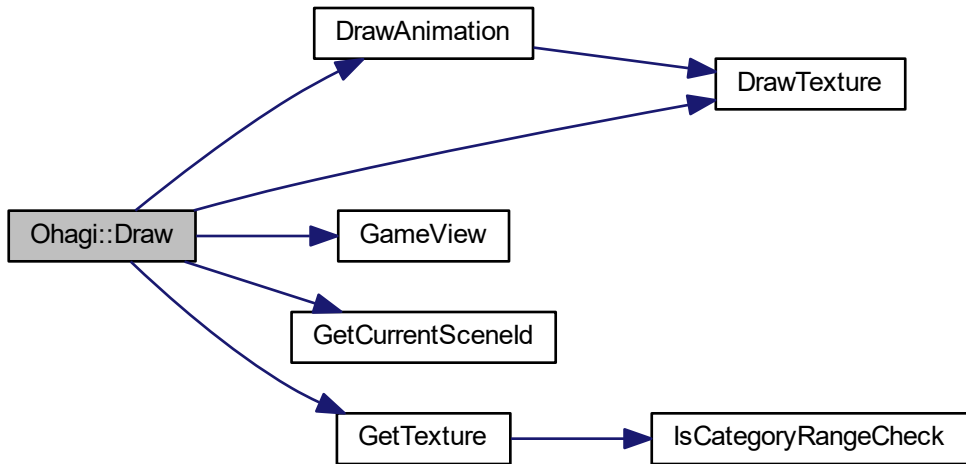 DrawAnimation
DrawTexture
Ohagi::Draw
GameView
GetCurrentSceneId
GetTexture
IsCategoryRangeCheck